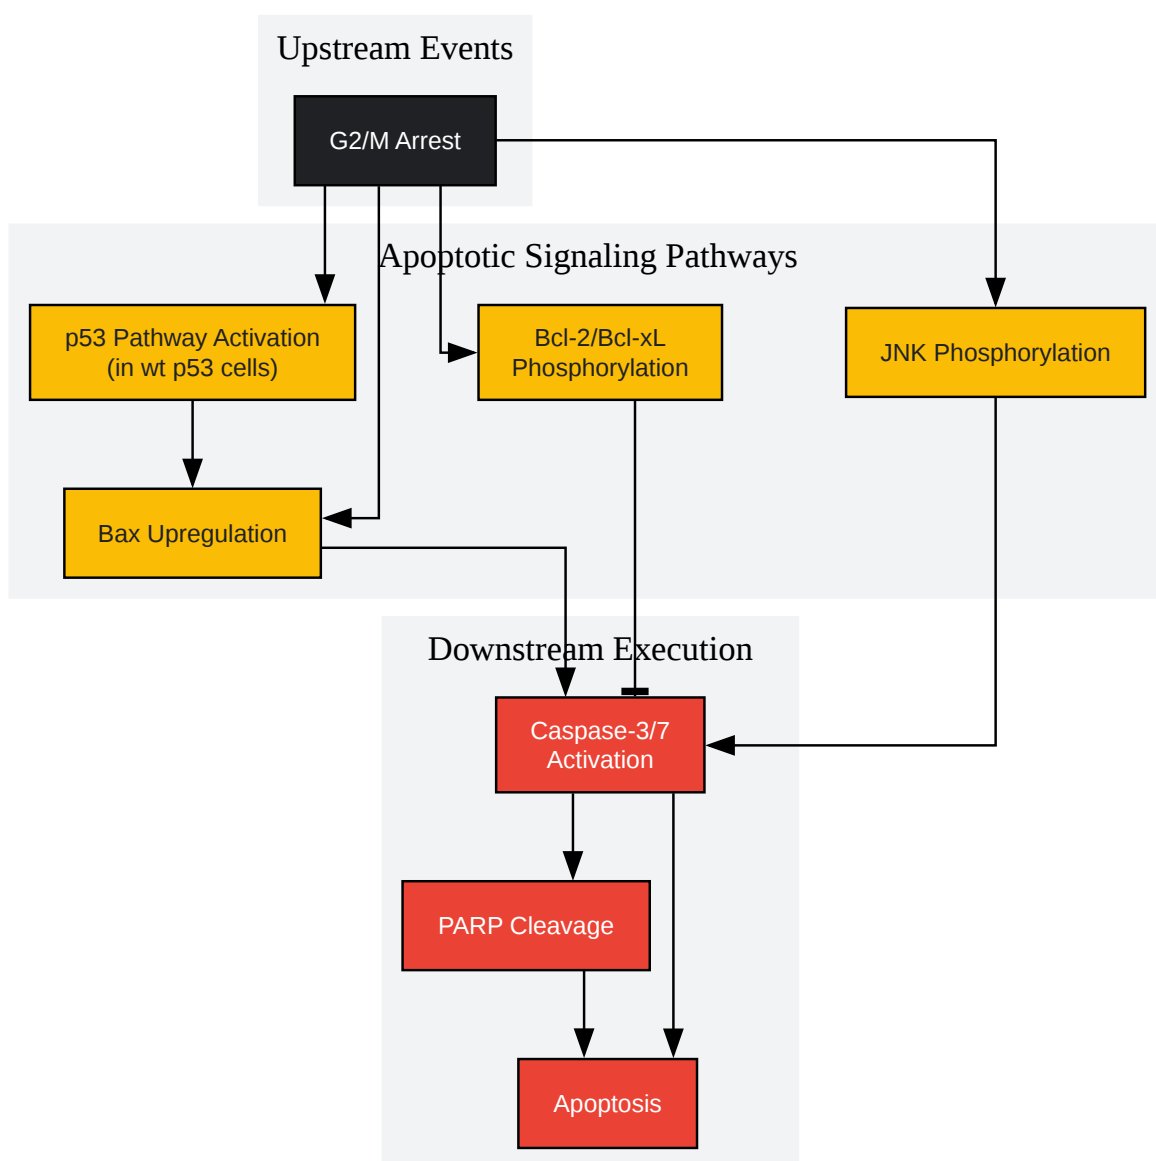 Upstream Events
G2/M Arrest
Apoptotic Signaling Pathways
p53 Pathway Activation
(in wt p53 cells)
Bcl-2/Bcl-xL
Phosphorylation
JNK Phosphorylation
Bax Upregulation
Downstream Execution
Caspase-3/7
Activation
PARP Cleavage
Apoptosis